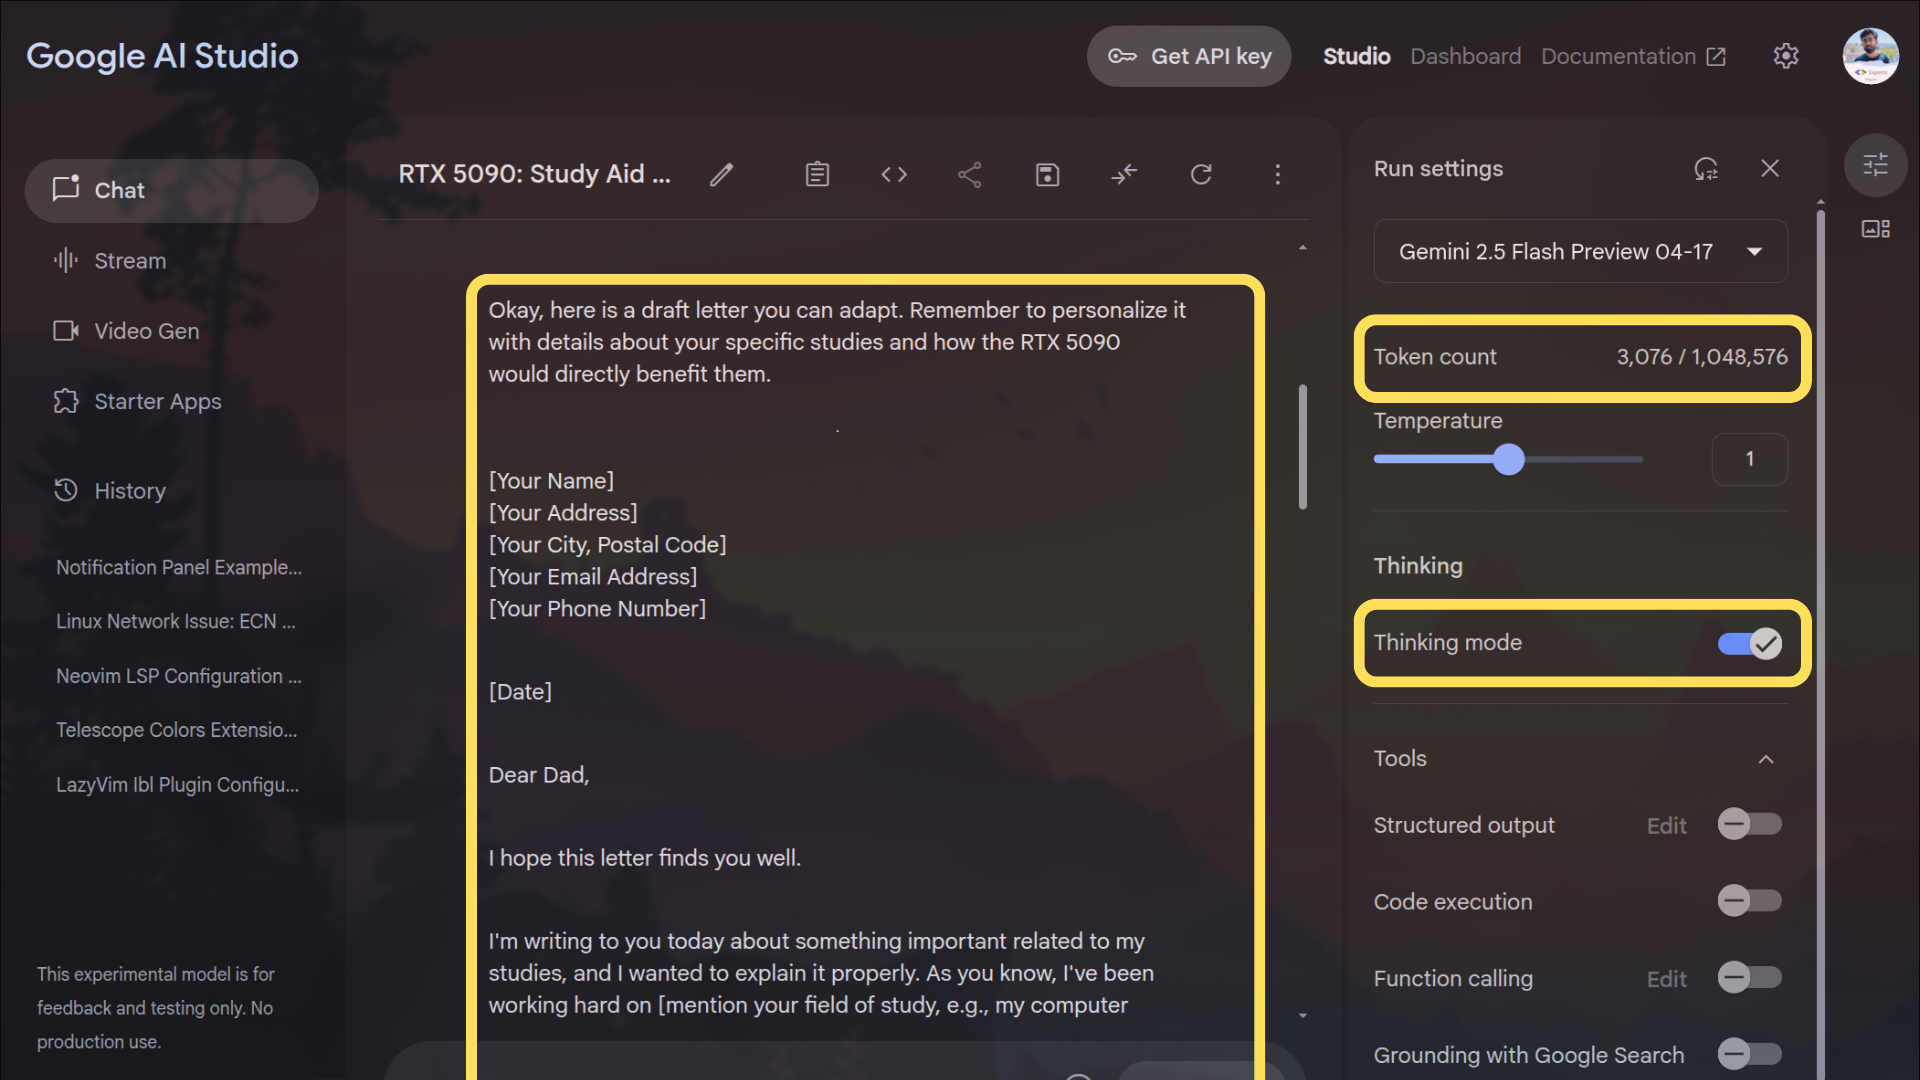 Google AI Studio
Get API key
Studio
Dashboard
Documentation
Chat
Stream
Video Gen
Starter Apps
History
Notification Panel Example...
Linux Network Issue: ECN ...
Neovim LSP Configuration ...
Telescope Colors Extensio...
LazyVim Ibl Plugin Configu...
This experimental model is for
feedback and testing only. No
production use.
RTX 5090: Study Aid ...
Okay, here is a draft letter you can adapt. Remember to personalize it
with details about your specific studies and how the RTX 5090
would directly benefit them.
[Your Name]
[Your Address]
[Your City, Postal Code]
[Your Email Address]
[Your Phone Number]
[Date]
Dear Dad,
I hope this letter finds you well.
I'm writing to you today about something important related to my
studies, and I wanted to explain it properly. As you know, I've been
working hard on [mention your field of study, e.g., my computer
Run settings
Gemini 2.5 Flash Preview 04-17
Token count 3,076 / 1,048,576
Temperature
1
Thinking
Thinking mode
Tools
Structured output Edit
Code execution
Function calling Edit
Grounding with Google Search